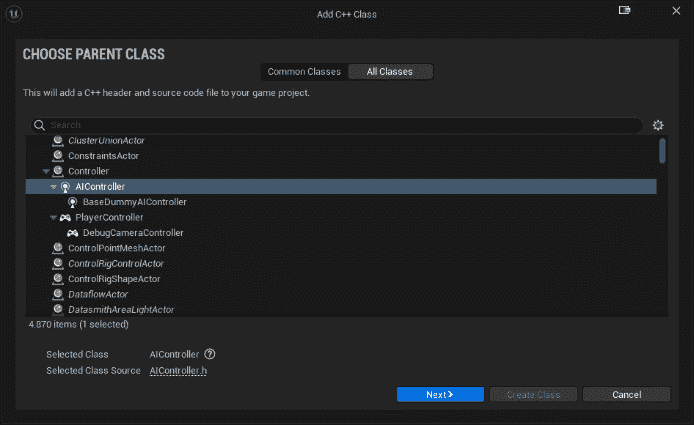 Add C++ Class
CHOOSE PARENT CLASS
Common Classes
All Classes
This will add a C++ header and source code file to your game project.
Search
ClusterUnionActor
ConstraintsActor
Controller
AIController
BaseDummyAIController
PlayerController
DebugCameraController
ControlPointMeshActor
ControlRigControlActor
ControlRigShapeActor
DataflowActor
DatasmithAreaLightActor
4.870 items (1 selected)
Selected Class AIController
Selected Class Source AIController.h
Next
Create Class
Cancel